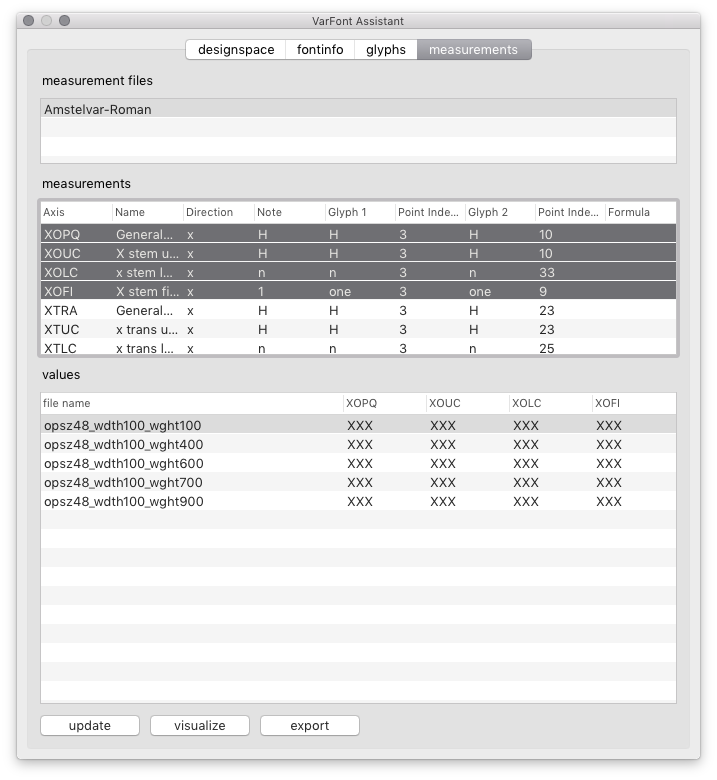 VarFont Assistant
designspace fontinfo glyphs measurements
measurement files
Amstelvar-Roman
measurements
Axis Name Direction Note Glyph 1 Point Inde... Glyph 2 Point Inde... Formula
XOPQ General... x H H 3 H 10
XOUC X stem u... x H H 3 H 10
XOLC x stem l... x n n 3 n 33
XOFI X stem fi... x 1 one 3 one 9
XTRA General... x H H 3 H 23
XTUC x trans u... x H H 3 H 23
XTLC x trans l... x n n 3 n 25
values
file name XOPQ XOUC XOLC XOFI
opsz48_wdth100_wght100 XXX XXX XXX XXX
opsz48_wdth100_wght400 XXX XXX XXX XXX
opsz48_wdth100_wght600 XXX XXX XXX XXX
opsz48_wdth100_wght700 XXX XXX XXX XXX
opsz48_wdth100_wght900 XXX XXX XXX XXX
update visualize export